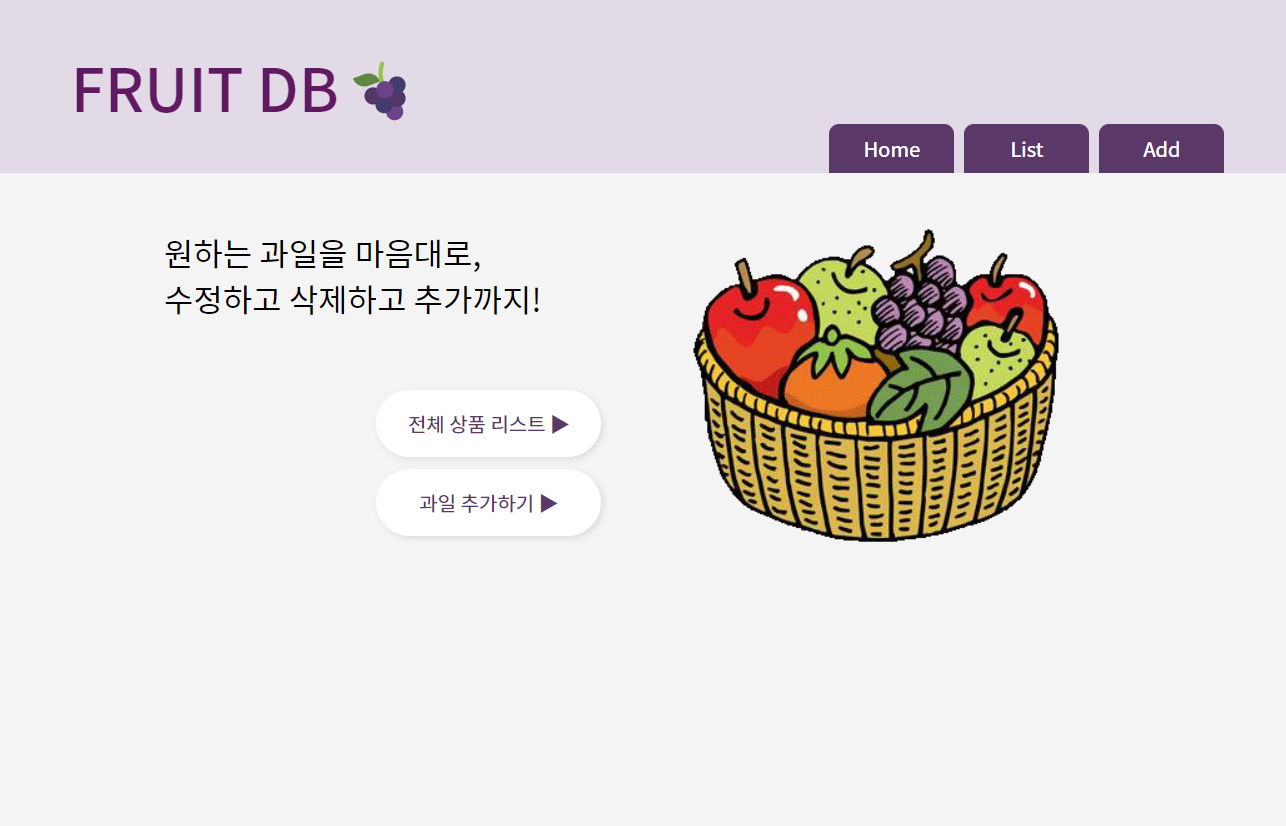 FRUIT DB
Home
List
Add
원하는 과일을 마음대로,
수정하고 삭제하고 추가까지!
전체 상품 리스트 ▶
과일 추가하기 ▶